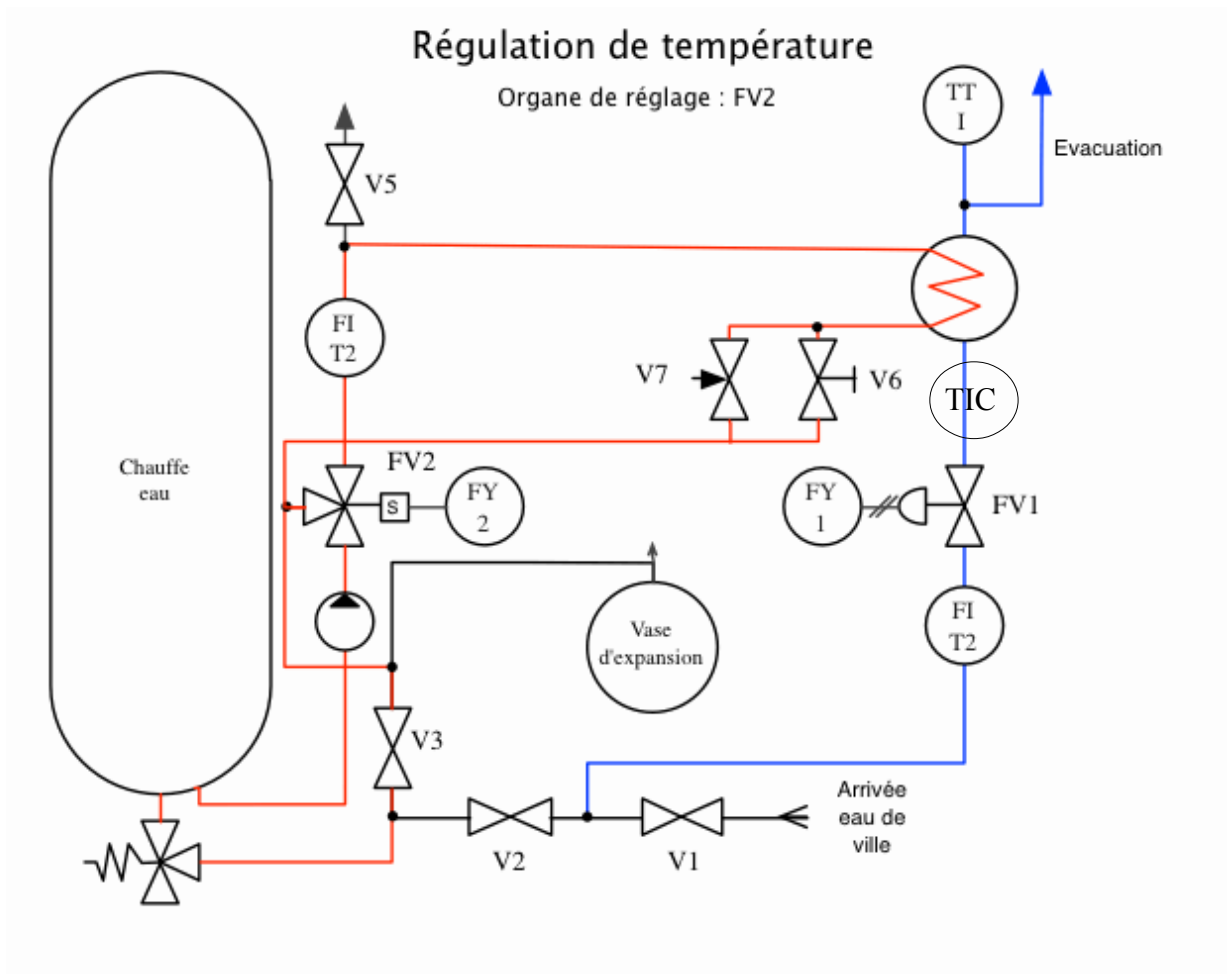 Régulation de température
Organe de réglage : FV2
TT
I
Evacuation
V5
FI
T2
V7
V6
TIC
Chauffe
eau
FV2
S
FY
2
FY
1
FV1
FI
T2
Vase
d'expansion
V3
Arrivée
eau de
ville
V2
V1